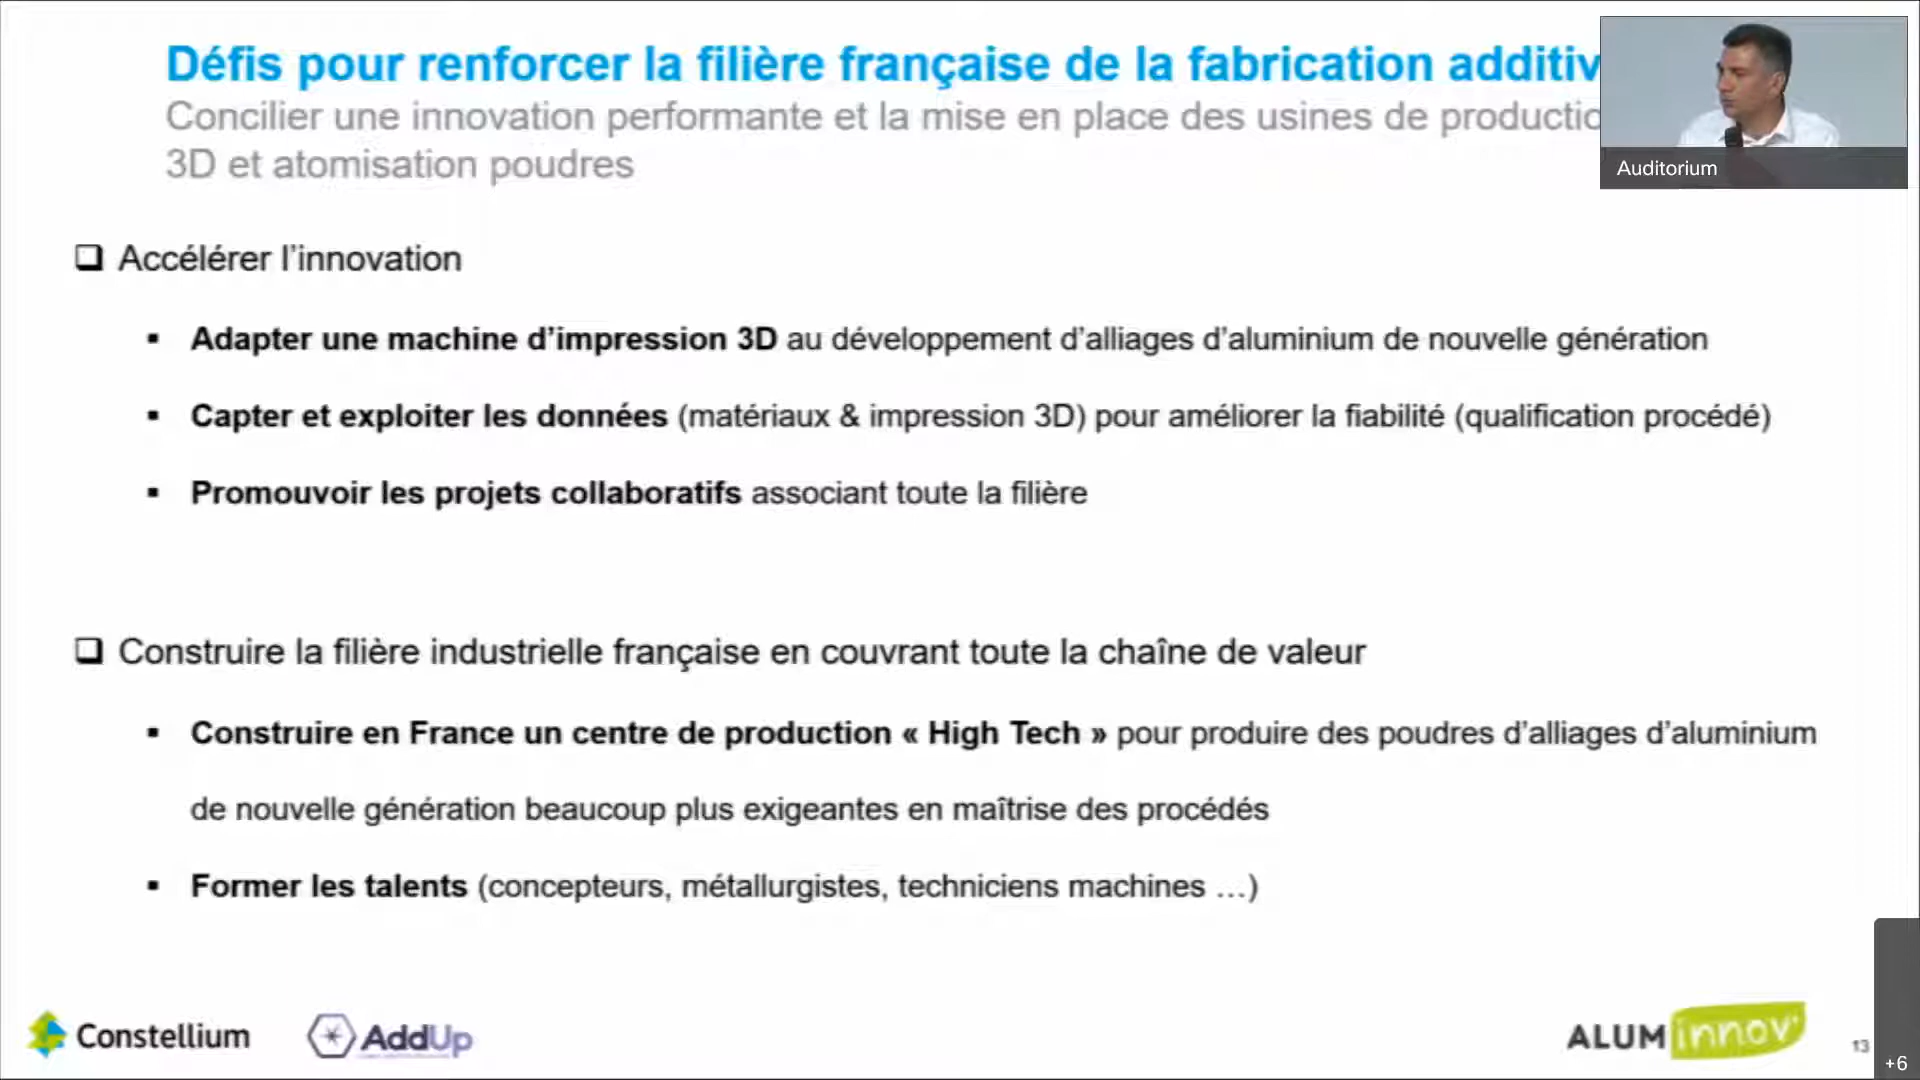 Défis pour renforcer la filière française de la fabrication additiv
Concilier une innovation performante et la mise en place des usines de productio
3D et atomisation poudres
Auditorium
❑ Accélérer l’innovation
▪ Adapter une machine d’impression 3D au développement d’alliages d’aluminium de nouvelle génération
▪ Capter et exploiter les données (matériaux & impression 3D) pour améliorer la fiabilité (qualification procédé)
▪ Promouvoir les projets collaboratifs associant toute la filière
❑ Construire la filière industrielle française en couvrant toute la chaîne de valeur
▪ Construire en France un centre de production « High Tech » pour produire des poudres d’alliages d’aluminium
de nouvelle génération beaucoup plus exigeantes en maîtrise des procédés
▪ Former les talents (concepteurs, métallurgistes, techniciens machines …)
Constellium
AddUp
ALUMinnov'
13
+6